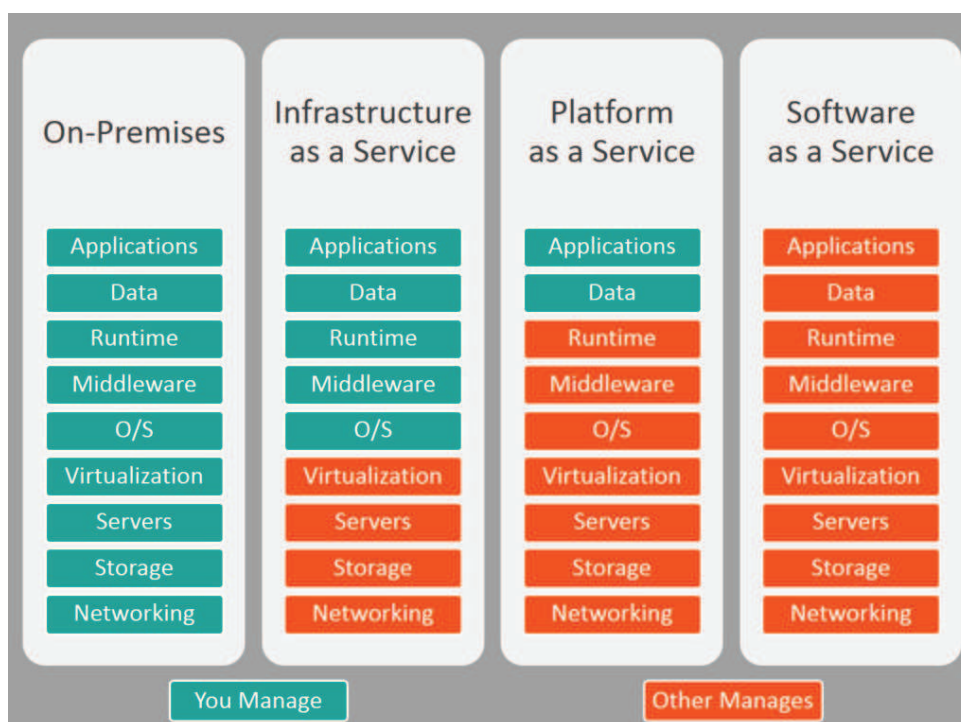 On-Premises
Applications
Data
Runtime
Middleware
O/S
Virtualization
Servers
Storage
Networking
Infrastructure
as a Service
Applications
Data
Runtime
Middleware
O/S
Virtualization
Servers
Storage
Networking
Platform
as a Service
Applications
Data
Runtime
Middleware
O/S
Virtualization
Servers
Storage
Networking
Software
as a Service
Applications
Data
Runtime
Middleware
O/S
Virtualization
Servers
Storage
Networking
You Manage
Other Manages